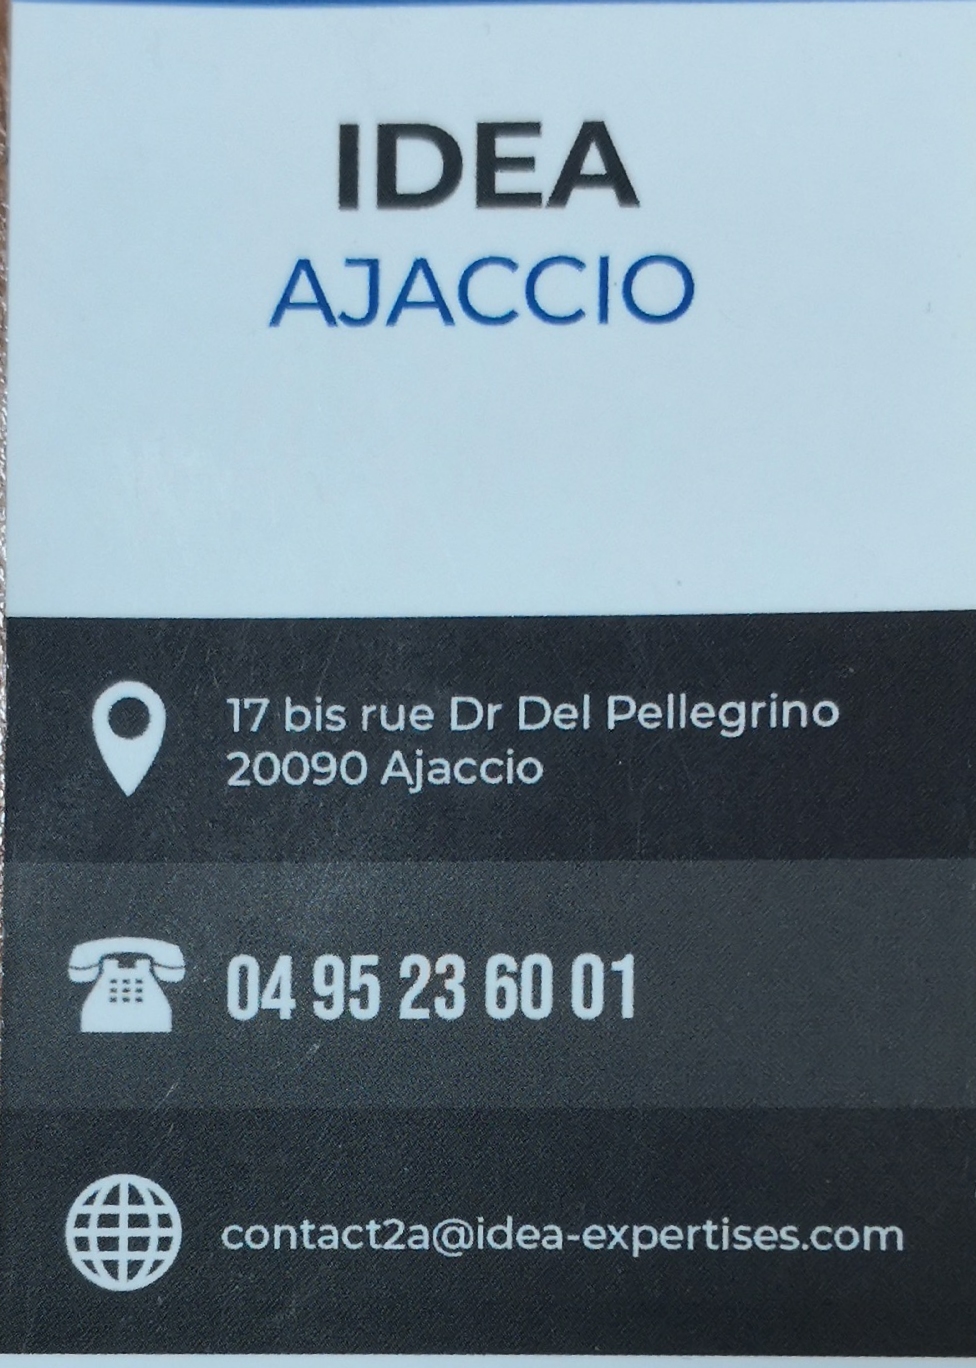 IDEA
AJACCIO
17 bis rue Dr Del Pellegrino
20090 Ajaccio
04 95 23 60 01
contact2a@idea-expertises.com